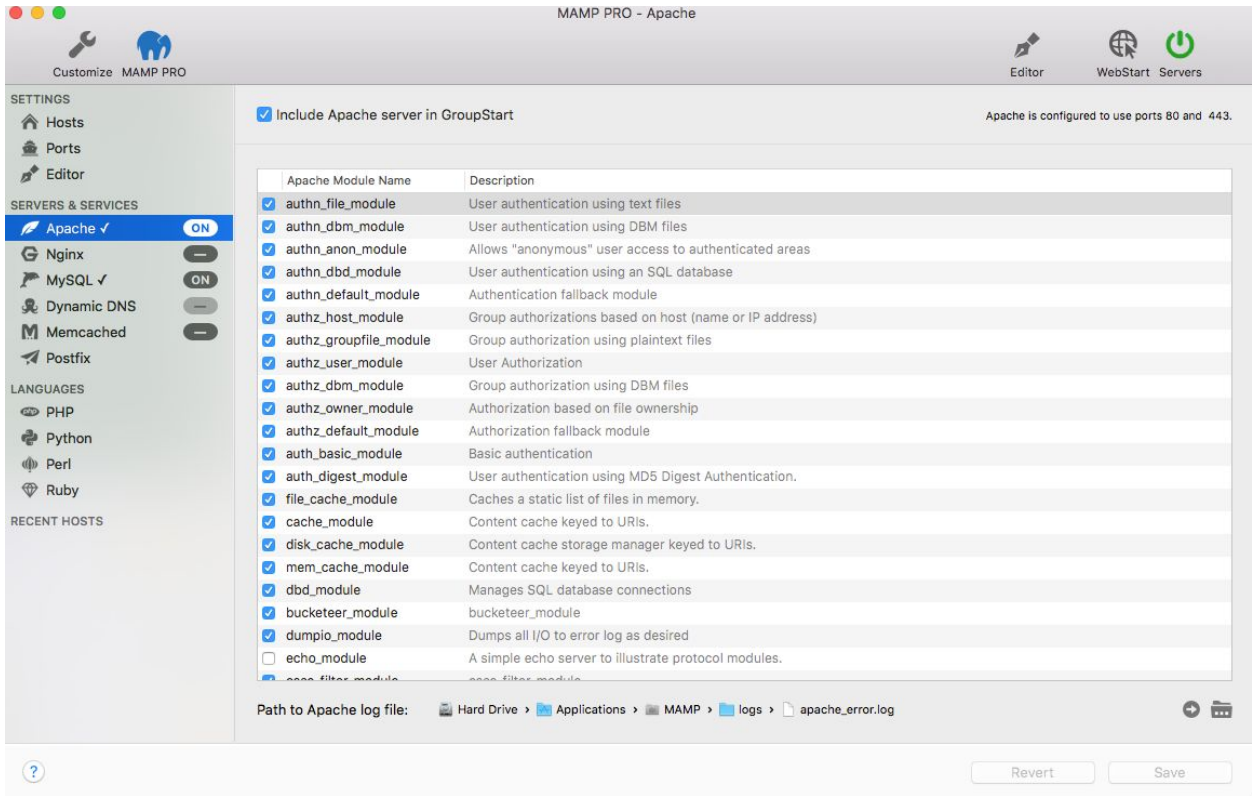 MAMP PRO - Apache
Customize MAMP PRO Editor WebStart Servers
SETTINGS
Hosts
Ports
Editor
SERVERS & SERVICES
Apache ✓ ON
Nginx
MySQL ✓ ON
Dynamic DNS
Memcached
Postfix
LANGUAGES
PHP
Python
Perl
Ruby
RECENT HOSTS
Include Apache server in GroupStart Apache is configured to use ports 80 and 443.
Apache Module Name Description
authn_file_module User authentication using text files
authn_dbm_module User authentication using DBM files
authn_anon_module Allows "anonymous" user access to authenticated areas
authn_dbd_module User authentication using an SQL database
authn_default_module Authentication fallback module
authz_host_module Group authorizations based on host (name or IP address)
authz_groupfile_module Group authorization using plaintext files
authz_user_module User Authorization
authz_dbm_module Group authorization using DBM files
authz_owner_module Authorization based on file ownership
authz_default_module Authorization fallback module
auth_basic_module Basic authentication
auth_digest_module User authentication using MD5 Digest Authentication.
file_cache_module Caches a static list of files in memory.
cache_module Content cache keyed to URIs.
disk_cache_module Content cache storage manager keyed to URIs.
mem_cache_module Content cache keyed to URIs.
dbd_module Manages SQL database connections
bucketeer_module bucketeer_module
dumpio_module Dumps all I/O to error log as desired
echo_module A simple echo server to illustrate protocol modules.
Path to Apache log file: Hard Drive › Applications › MAMP › logs › apache_error.log
? Revert Save